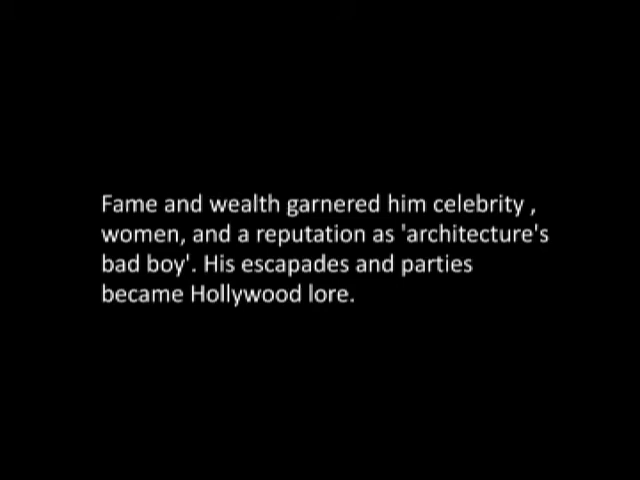 Fame and wealth garnered him celebrity ,
women, and a reputation as 'architecture's
bad boy'. His escapades and parties
became Hollywood lore.